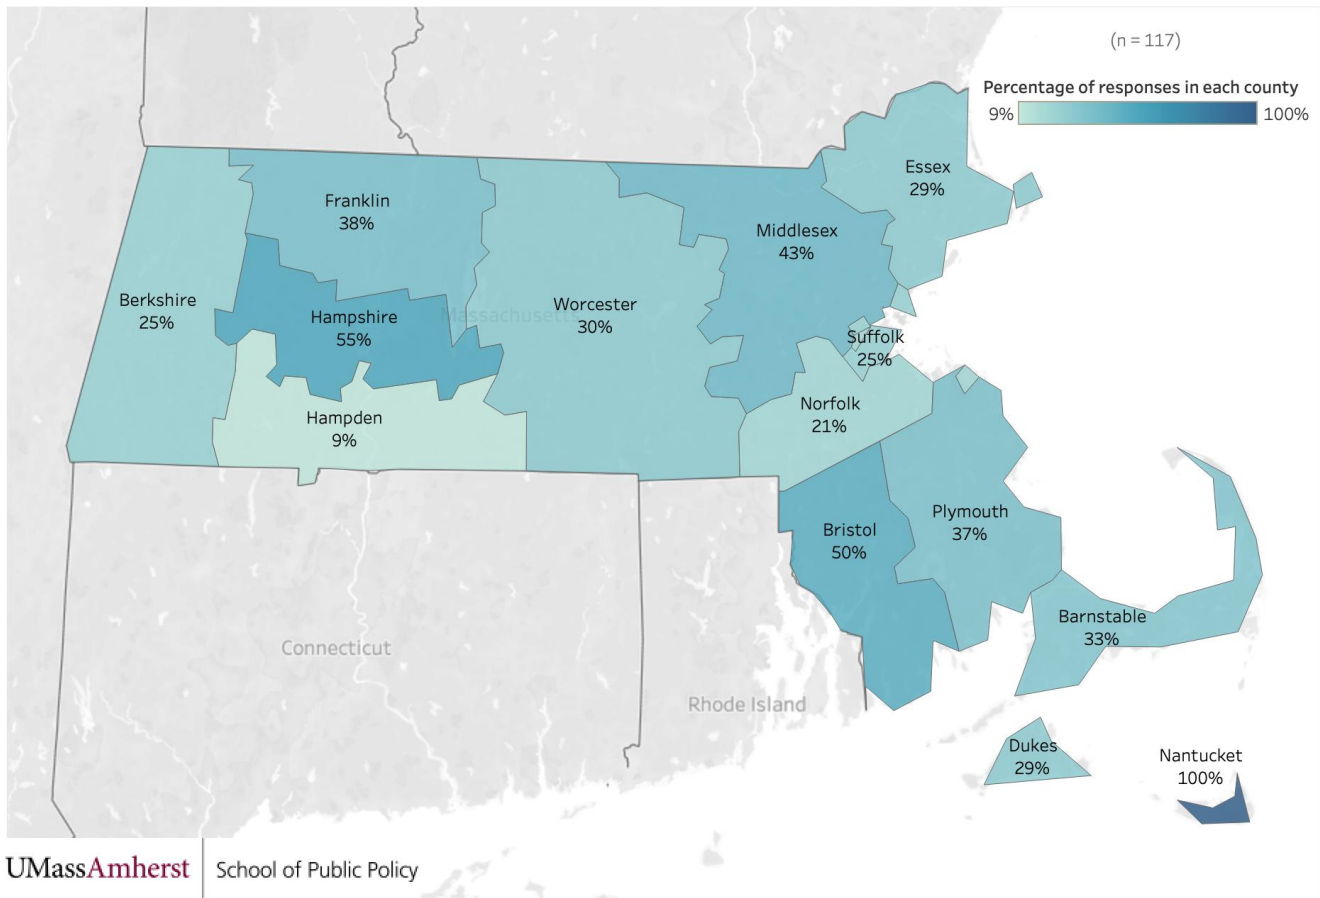 (n = 117)
Percentage of responses in each county
9%
100%
Essex
29%
Franklin
38%
Middlesex
43%
Berkshire
25%
Hampshire
55%
Massachusetts
Worcester
30%
Suffolk
25%
Hampden
9%
Norfolk
21%
Bristol
50%
Plymouth
37%
Barnstable
33%
Connecticut
Rhode Island
Dukes
29%
Nantucket
100%
UMassAmherst
School of Public Policy